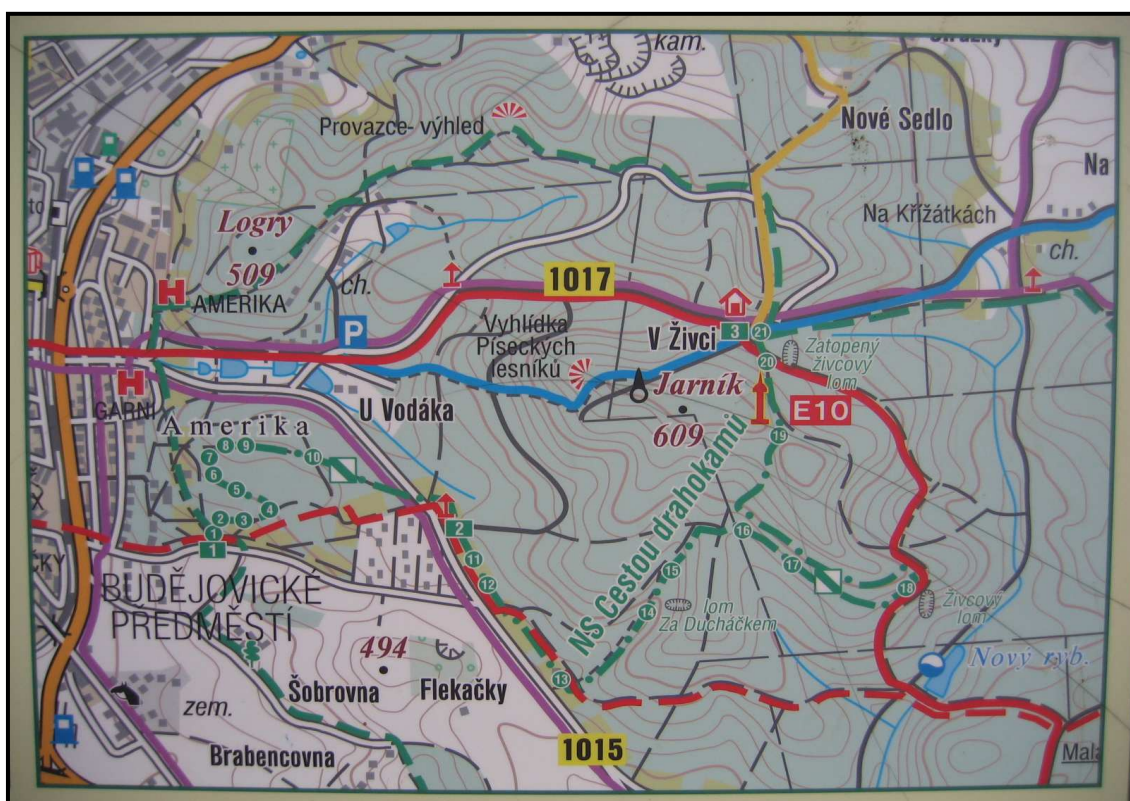 kam.
Provazce-výhled
Nové Sedlo
Na
Logry
509
Na Křížátkách
AMERIKA
ch.
1017
ch.
P
Vyhlídka
Píseckych
lesníků
V Živci
3
21
20
Zatopený
živcový
lom
Jarník
609
E10
GARNI
U Vodáka
Amerika
8
9
7
10
6
5
4
2
3
1
1
2
11
12
19
16
17
15
14
18
13
NS Cestou drahokamů
lom
Za Ducháčkem
Živcový
lom
Nový ryb.
BUDĚJOVICKÉ
PŘEDMĚSTÍ
494
Šobrovna
Flekačky
zem.
Brabencovna
1015